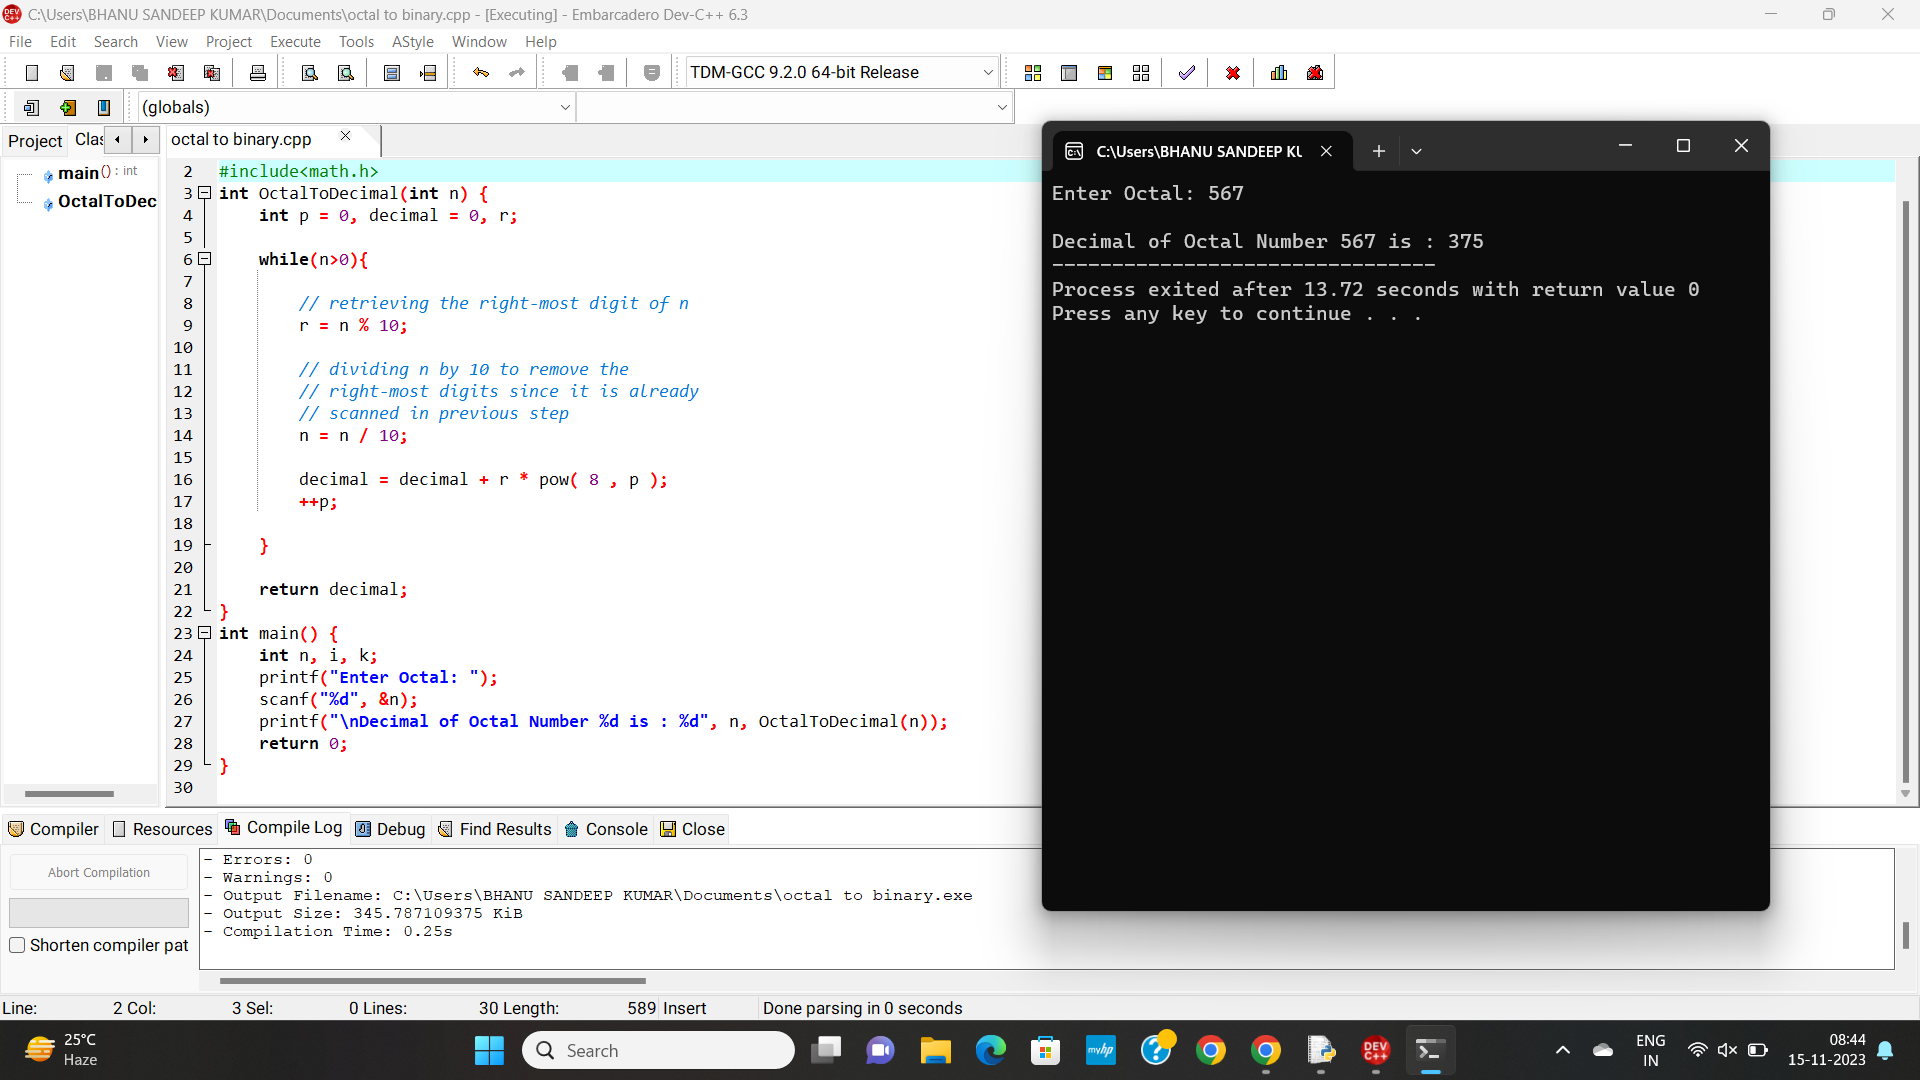 C:\Users\BHANU SANDEEP KUMAR\Documents\octal to binary.cpp - [Executing] - Embarcadero Dev-C++ 6.3
File Edit Search View Project Execute Tools AStyle Window Help
TDM-GCC 9.2.0 64-bit Release
(globals)
Project Clas
octal to binary.cpp
main() : int
OctalToDec
2 #include<math.h>
3 int OctalToDecimal(int n) {
4 int p = 0, decimal = 0, r;
5
6 while(n>0){
7
8 // retrieving the right-most digit of n
9 r = n % 10;
10
11 // dividing n by 10 to remove the
12 // right-most digits since it is already
13 // scanned in previous step
14 n = n / 10;
15
16 decimal = decimal + r * pow( 8 , p );
17 ++p;
18
19 }
20
21 return decimal;
22 }
23 int main() {
24 int n, i, k;
25 printf("Enter Octal: ");
26 scanf("%d", &n);
27 printf("\nDecimal of Octal Number %d is : %d", n, OctalToDecimal(n));
28 return 0;
29 }
30
C:\Users\BHANU SANDEEP KU
Enter Octal: 567
Decimal of Octal Number 567 is : 375
--------------------------------
Process exited after 13.72 seconds with return value 0
Press any key to continue . . .
Compiler Resources Compile Log Debug Find Results Console Close
Abort Compilation
Shorten compiler pat
- Errors: 0
- Warnings: 0
- Output Filename: C:\Users\BHANU SANDEEP KUMAR\Documents\octal to binary.exe
- Output Size: 345.787109375 KiB
- Compilation Time: 0.25s
Line: 2 Col: 3 Sel: 0 Lines: 30 Length: 589 Insert Done parsing in 0 seconds
25°C
Haze
Search
myhp
DEV C++
ENG
IN
08:44
15-11-2023